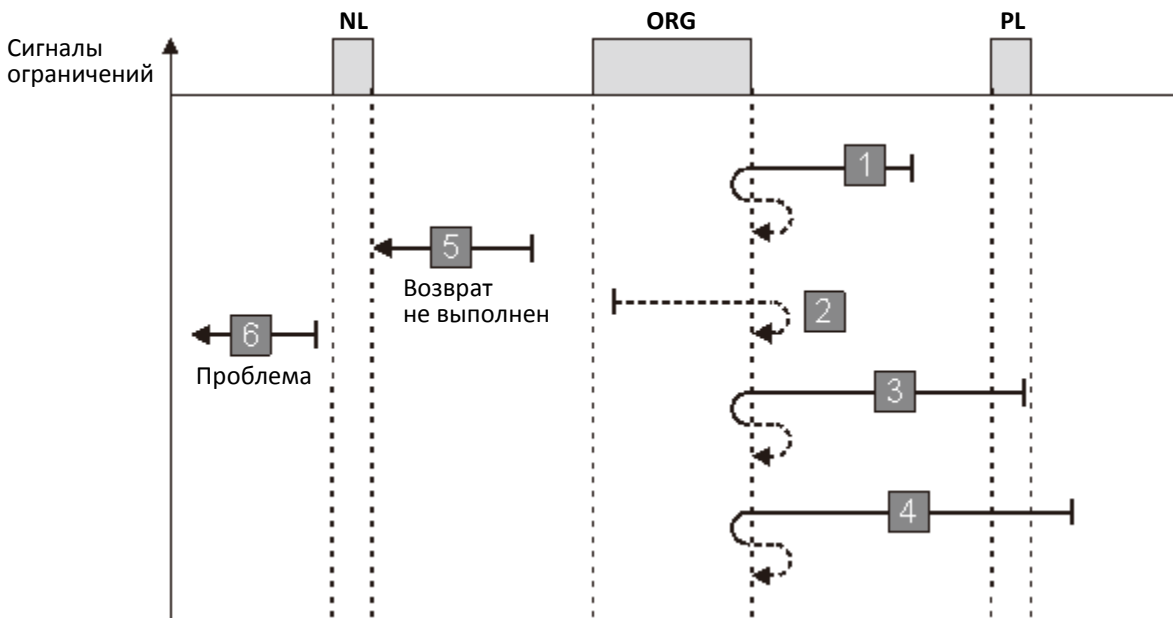 NL ORG PL
Сигналы
ограничений
1
5
Возврат
не выполнен
2
6
Проблема
3
4